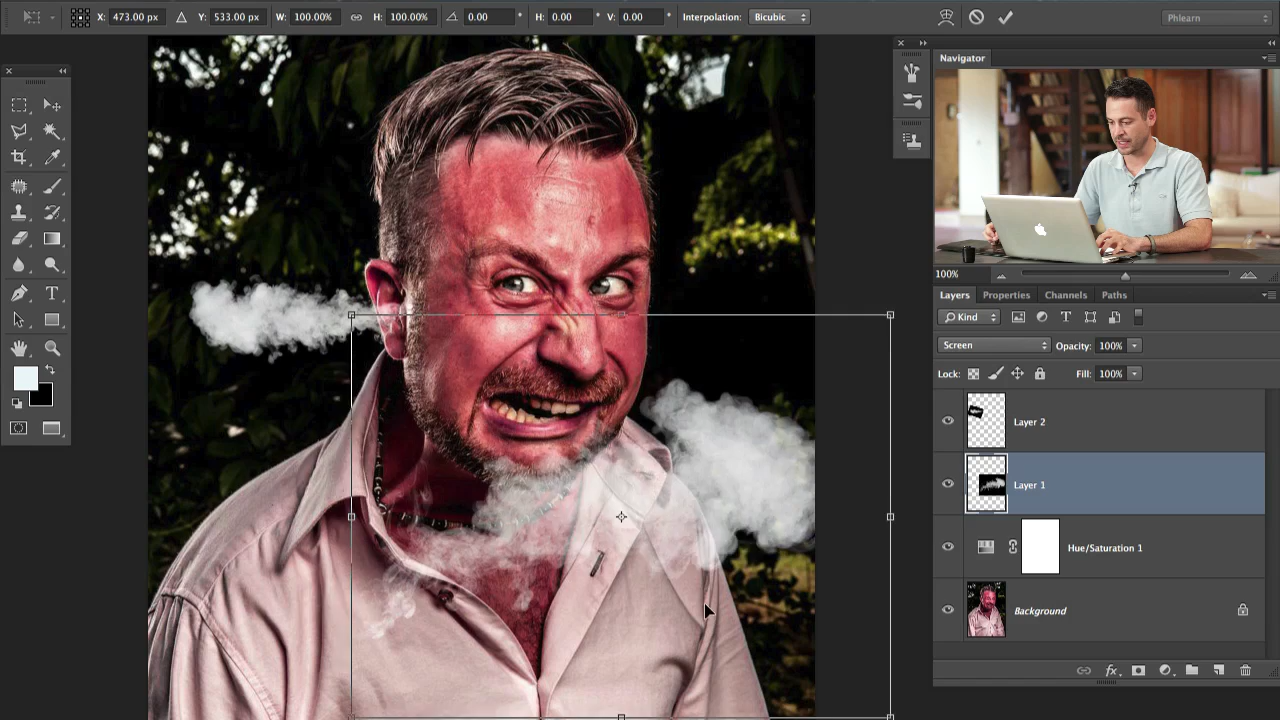 X: 473.00 px Y: 533.00 px W: 100.00% H: 100.00% 0.00 ° H: 0.00 ° V: 0.00 ° Interpolation: Bicubic Phlearn
Navigator
100%
Layers Properties Channels Paths
Kind
Screen Opacity: 100%
Lock: Fill: 100%
Layer 2
Layer 1
Hue/Saturation 1
Background
fx